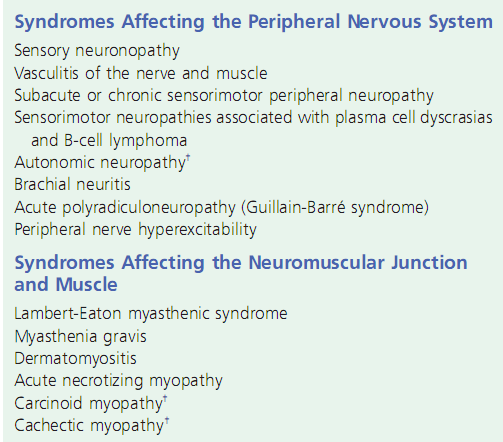 Syndromes Affecting the Peripheral Nervous System
Sensory neuronopathy
Vasculitis of the nerve and muscle
Subacute or chronic sensorimotor peripheral neuropathy
Sensorimotor neuropathies associated with plasma cell dyscrasias
and B-cell lymphoma
Autonomic neuropathy†
Brachial neuritis
Acute polyradiculoneuropathy (Guillain-Barré syndrome)
Peripheral nerve hyperexcitability
Syndromes Affecting the Neuromuscular Junction
and Muscle
Lambert-Eaton myasthenic syndrome
Myasthenia gravis
Dermatomyositis
Acute necrotizing myopathy
Carcinoid myopathy†
Cachectic myopathy†